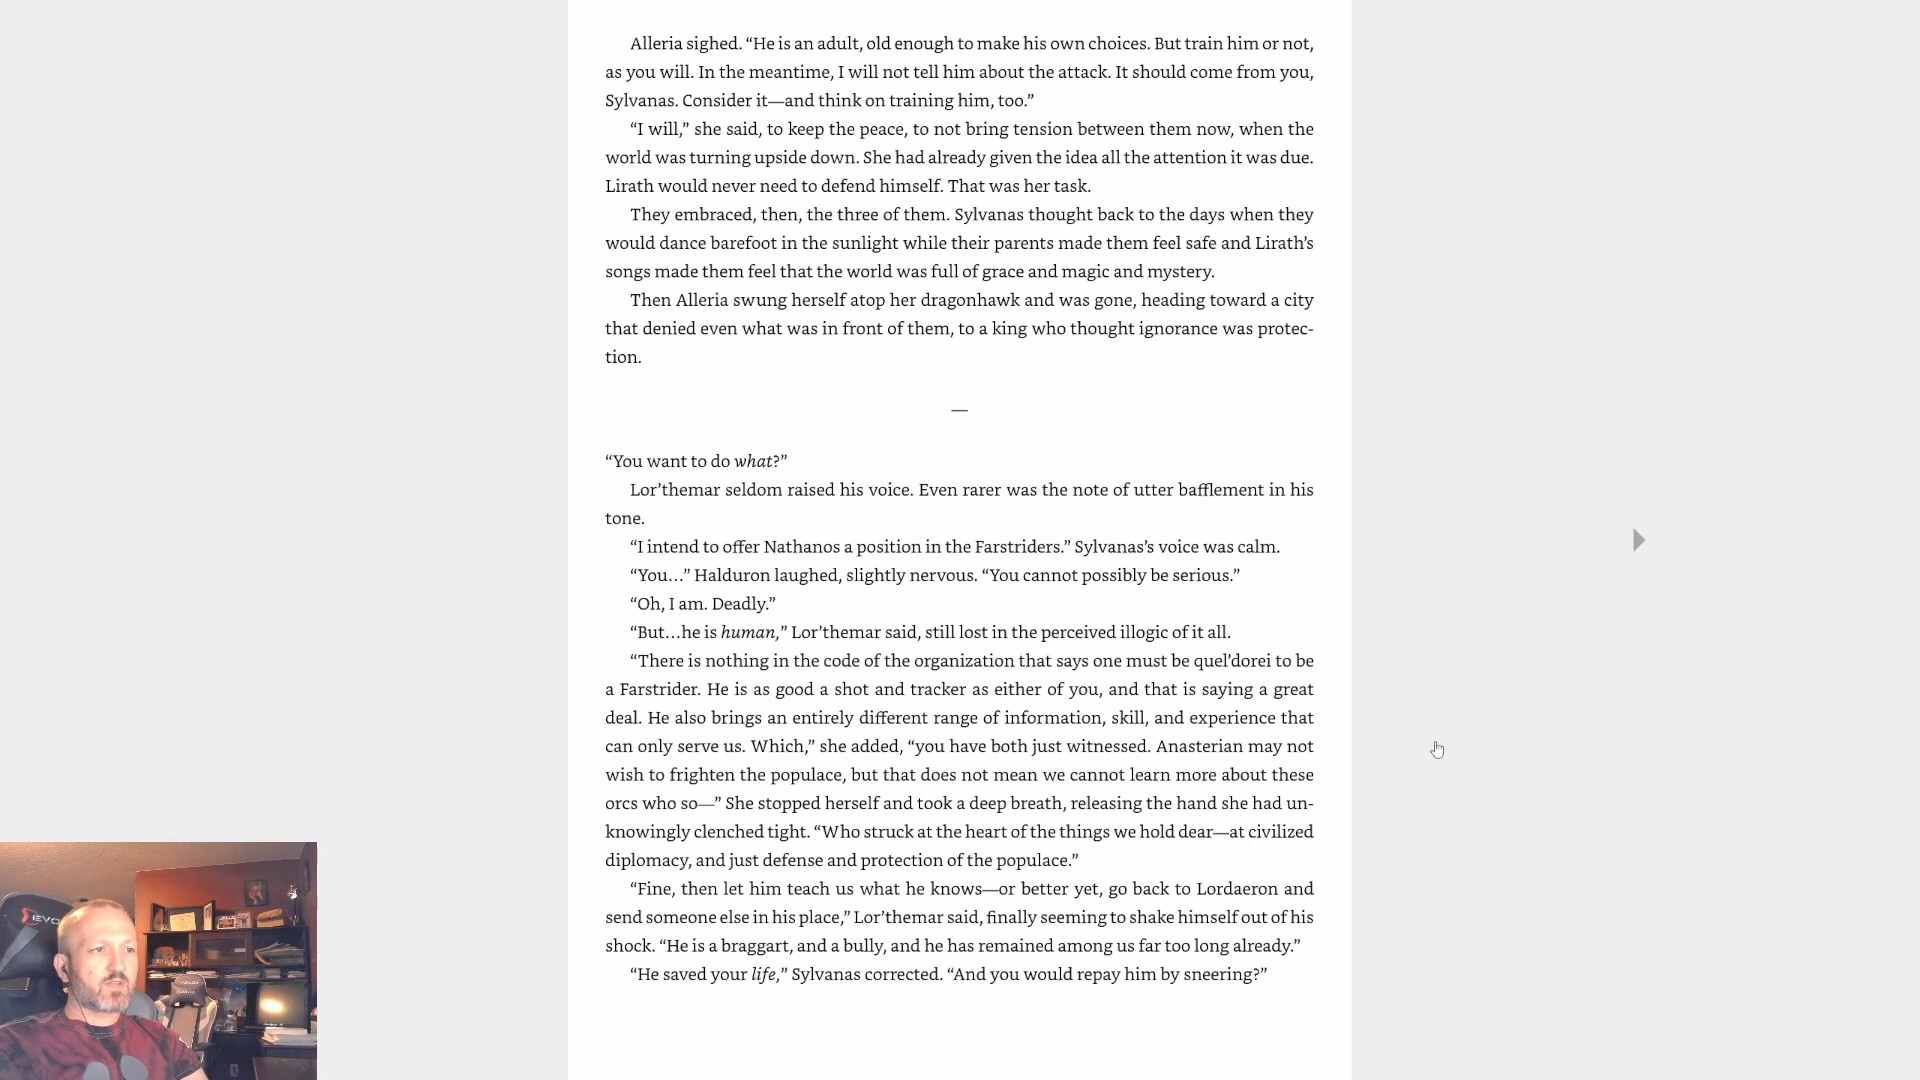 Alleria sighed. “He is an adult, old enough to make his own choices. But train him or not,
as you will. In the meantime, I will not tell him about the attack. It should come from you,
Sylvanas. Consider it—and think on training him, too.”
“I will,” she said, to keep the peace, to not bring tension between them now, when the
world was turning upside down. She had already given the idea all the attention it was due.
Lirath would never need to defend himself. That was her task.
They embraced, then, the three of them. Sylvanas thought back to the days when they
would dance barefoot in the sunlight while their parents made them feel safe and Lirath’s
songs made them feel that the world was full of grace and magic and mystery.
Then Alleria swung herself atop her dragonhawk and was gone, heading toward a city
that denied even what was in front of them, to a king who thought ignorance was protec-
tion.
—
“You want to do what?”
Lor’themar seldom raised his voice. Even rarer was the note of utter bafflement in his
tone.
“I intend to offer Nathanos a position in the Farstriders.” Sylvanas’s voice was calm.
“You…” Halduron laughed, slightly nervous. “You cannot possibly be serious.”
“Oh, I am. Deadly.”
“But…he is human,” Lor’themar said, still lost in the perceived illogic of it all.
“There is nothing in the code of the organization that says one must be quel’dorei to be
a Farstrider. He is as good a shot and tracker as either of you, and that is saying a great
deal. He also brings an entirely different range of information, skill, and experience that
can only serve us. Which,” she added, “you have both just witnessed. Anasterian may not
wish to frighten the populace, but that does not mean we cannot learn more about these
orcs who so—” She stopped herself and took a deep breath, releasing the hand she had un-
knowingly clenched tight. “Who struck at the heart of the things we hold dear—at civilized
diplomacy, and just defense and protection of the populace.”
“Fine, then let him teach us what he knows—or better yet, go back to Lordaeron and
send someone else in his place,” Lor’themar said, finally seeming to shake himself out of his
shock. “He is a braggart, and a bully, and he has remained among us far too long already.”
“He saved your life,” Sylvanas corrected. “And you would repay him by sneering?”